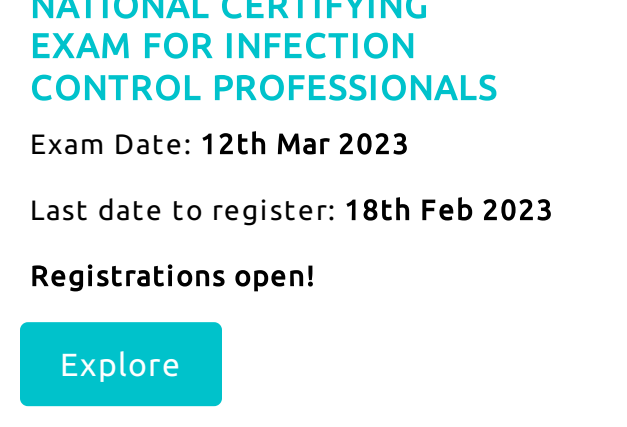 NATIONAL CERTIFYING
EXAM FOR INFECTION
CONTROL PROFESSIONALS
Exam Date: 12th Mar 2023
Last date to register: 18th Feb 2023
Registrations open!
Explore